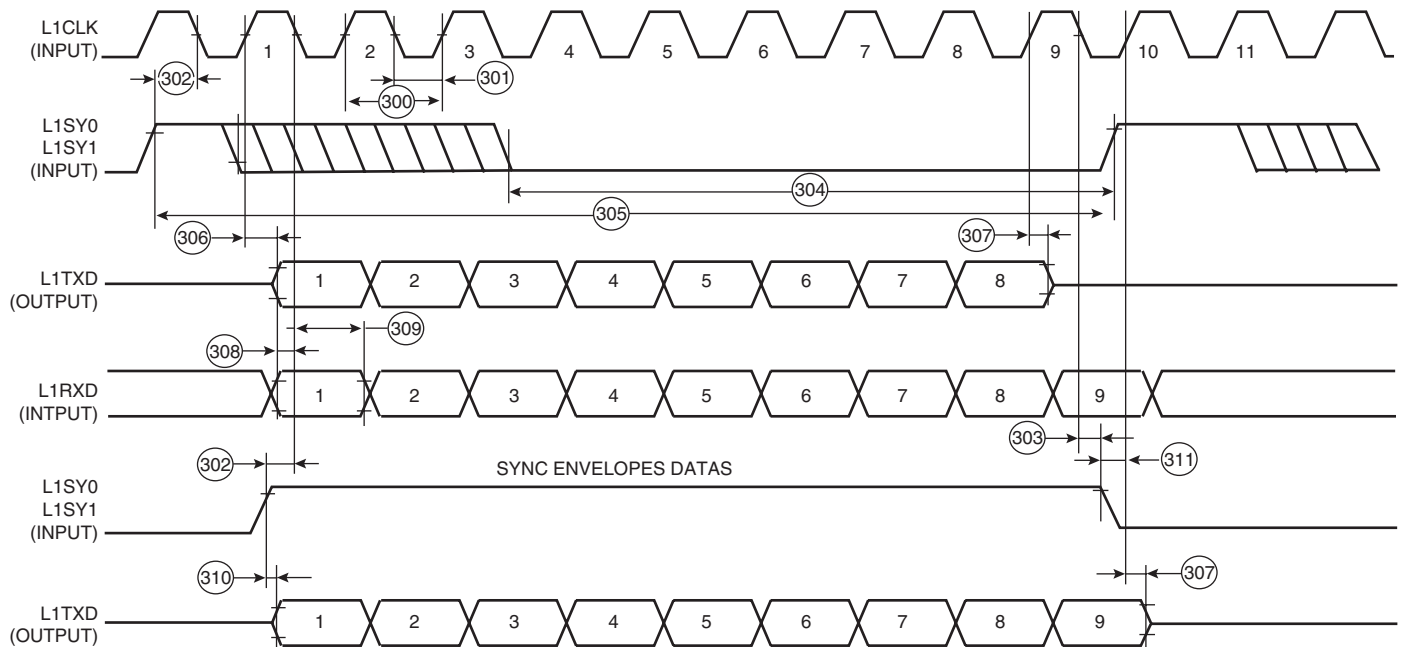 L1CLK
(INPUT)
1 2 3 4 5 6 7 8 9 10 11
302
301
300
L1SY0
L1SY1
(INPUT)
304
305
306
307
L1TXD
(OUTPUT)
1 2 3 4 5 6 7 8
309
308
L1RXD
(INTPUT)
1 2 3 4 5 6 7 8 9
303
302
311
SYNC ENVELOPES DATAS
L1SY0
L1SY1
(INPUT)
310
307
L1TXD
(OUTPUT)
1 2 3 4 5 6 7 8 9